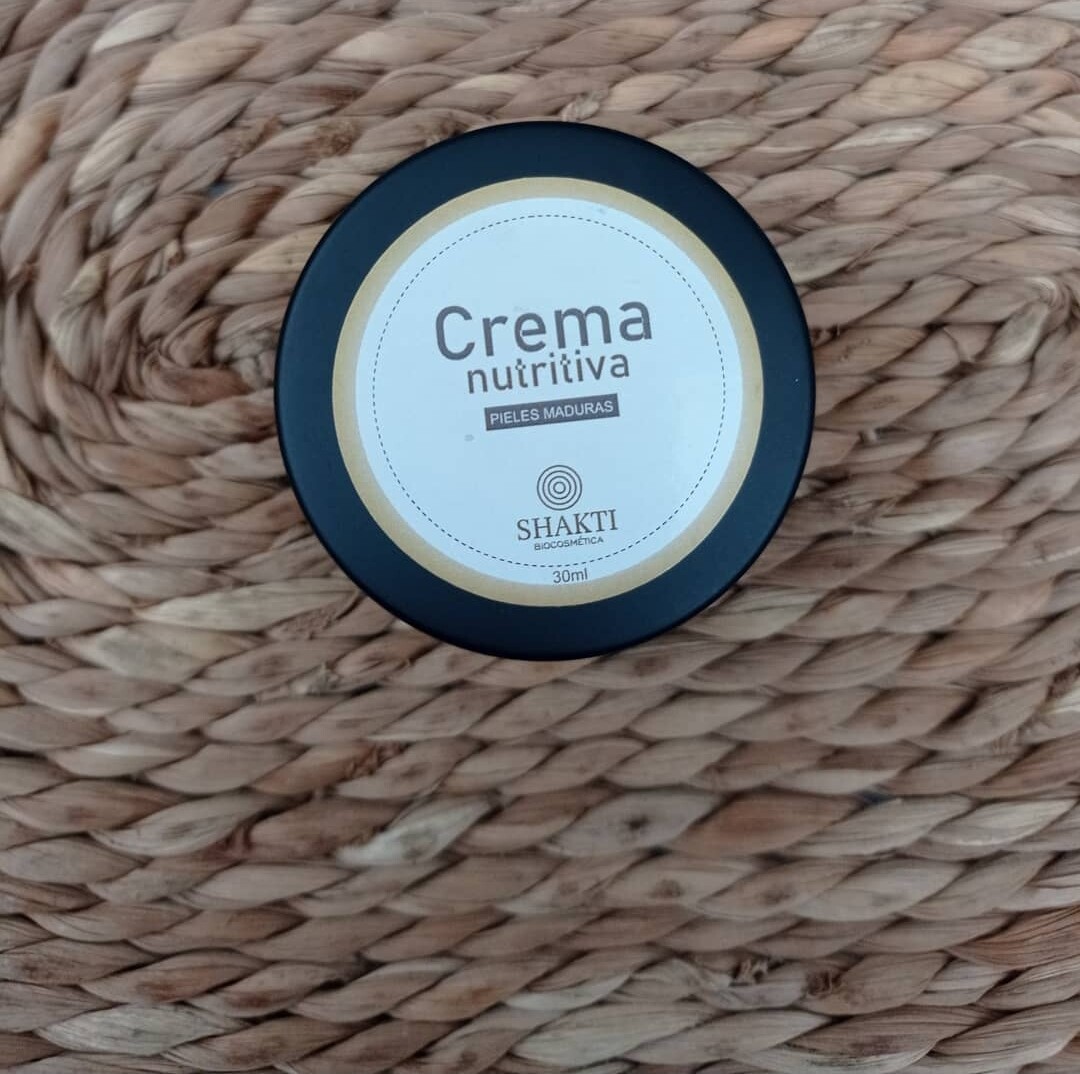 Crema
nutritiva
PIELES MADURAS
SHAKTI
BIOCOSMÉTICA
30ml